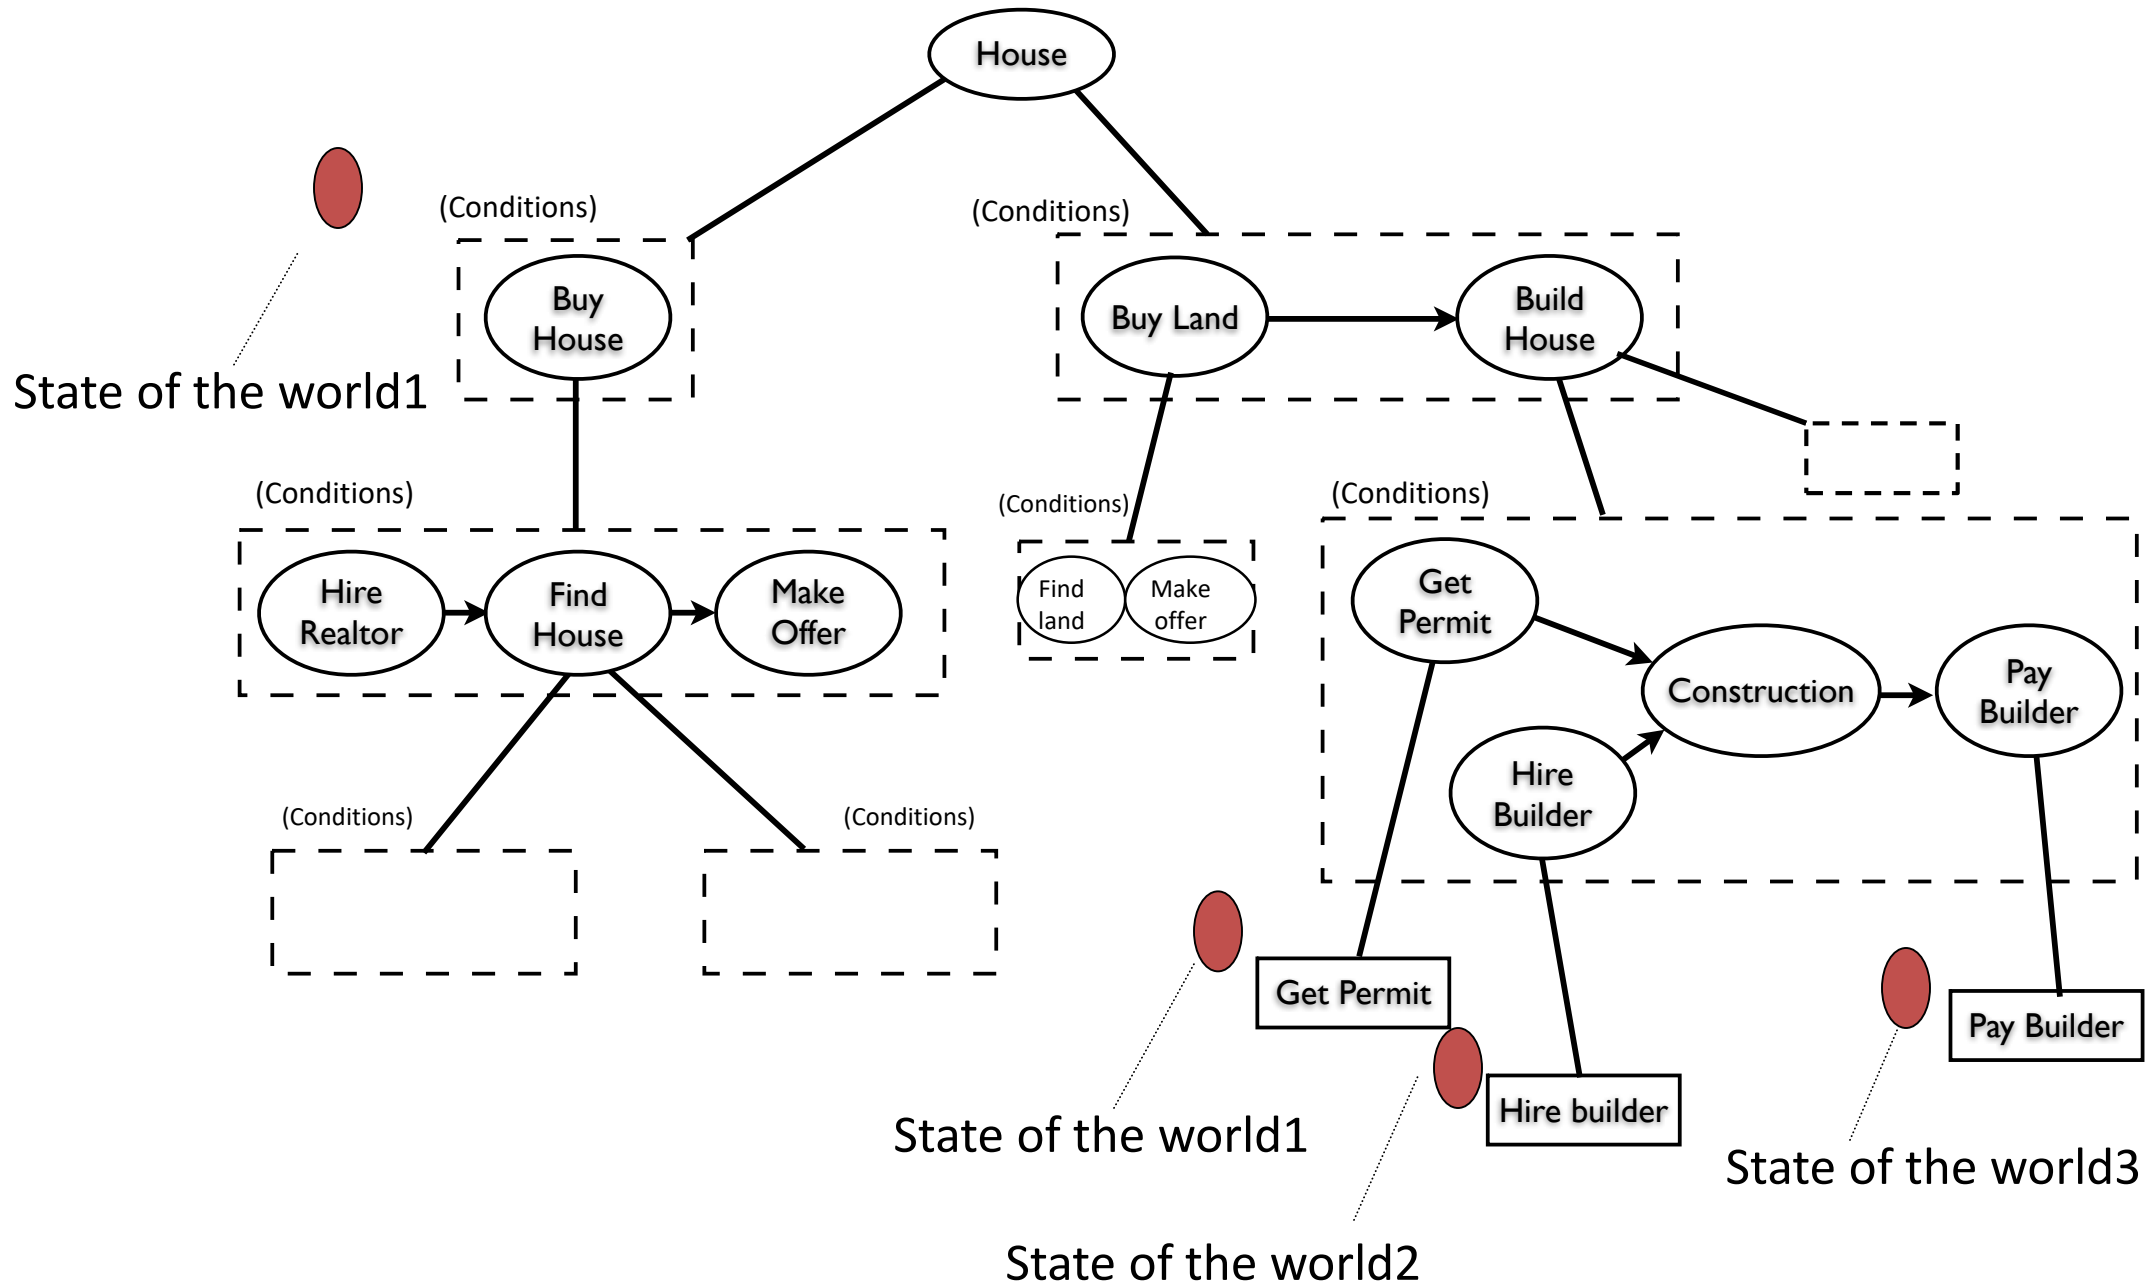 House
(Conditions)
(Conditions)
Buy
House
Buy Land
Build
House
State of the world1
(Conditions)
(Conditions)
(Conditions)
Hire
Realtor
Find
House
Make
Offer
Find
land
Make
offer
Get
Permit
Construction
Pay
Builder
Hire
Builder
(Conditions)
(Conditions)
Get Permit
Pay Builder
Hire builder
State of the world1
State of the world3
State of the world2